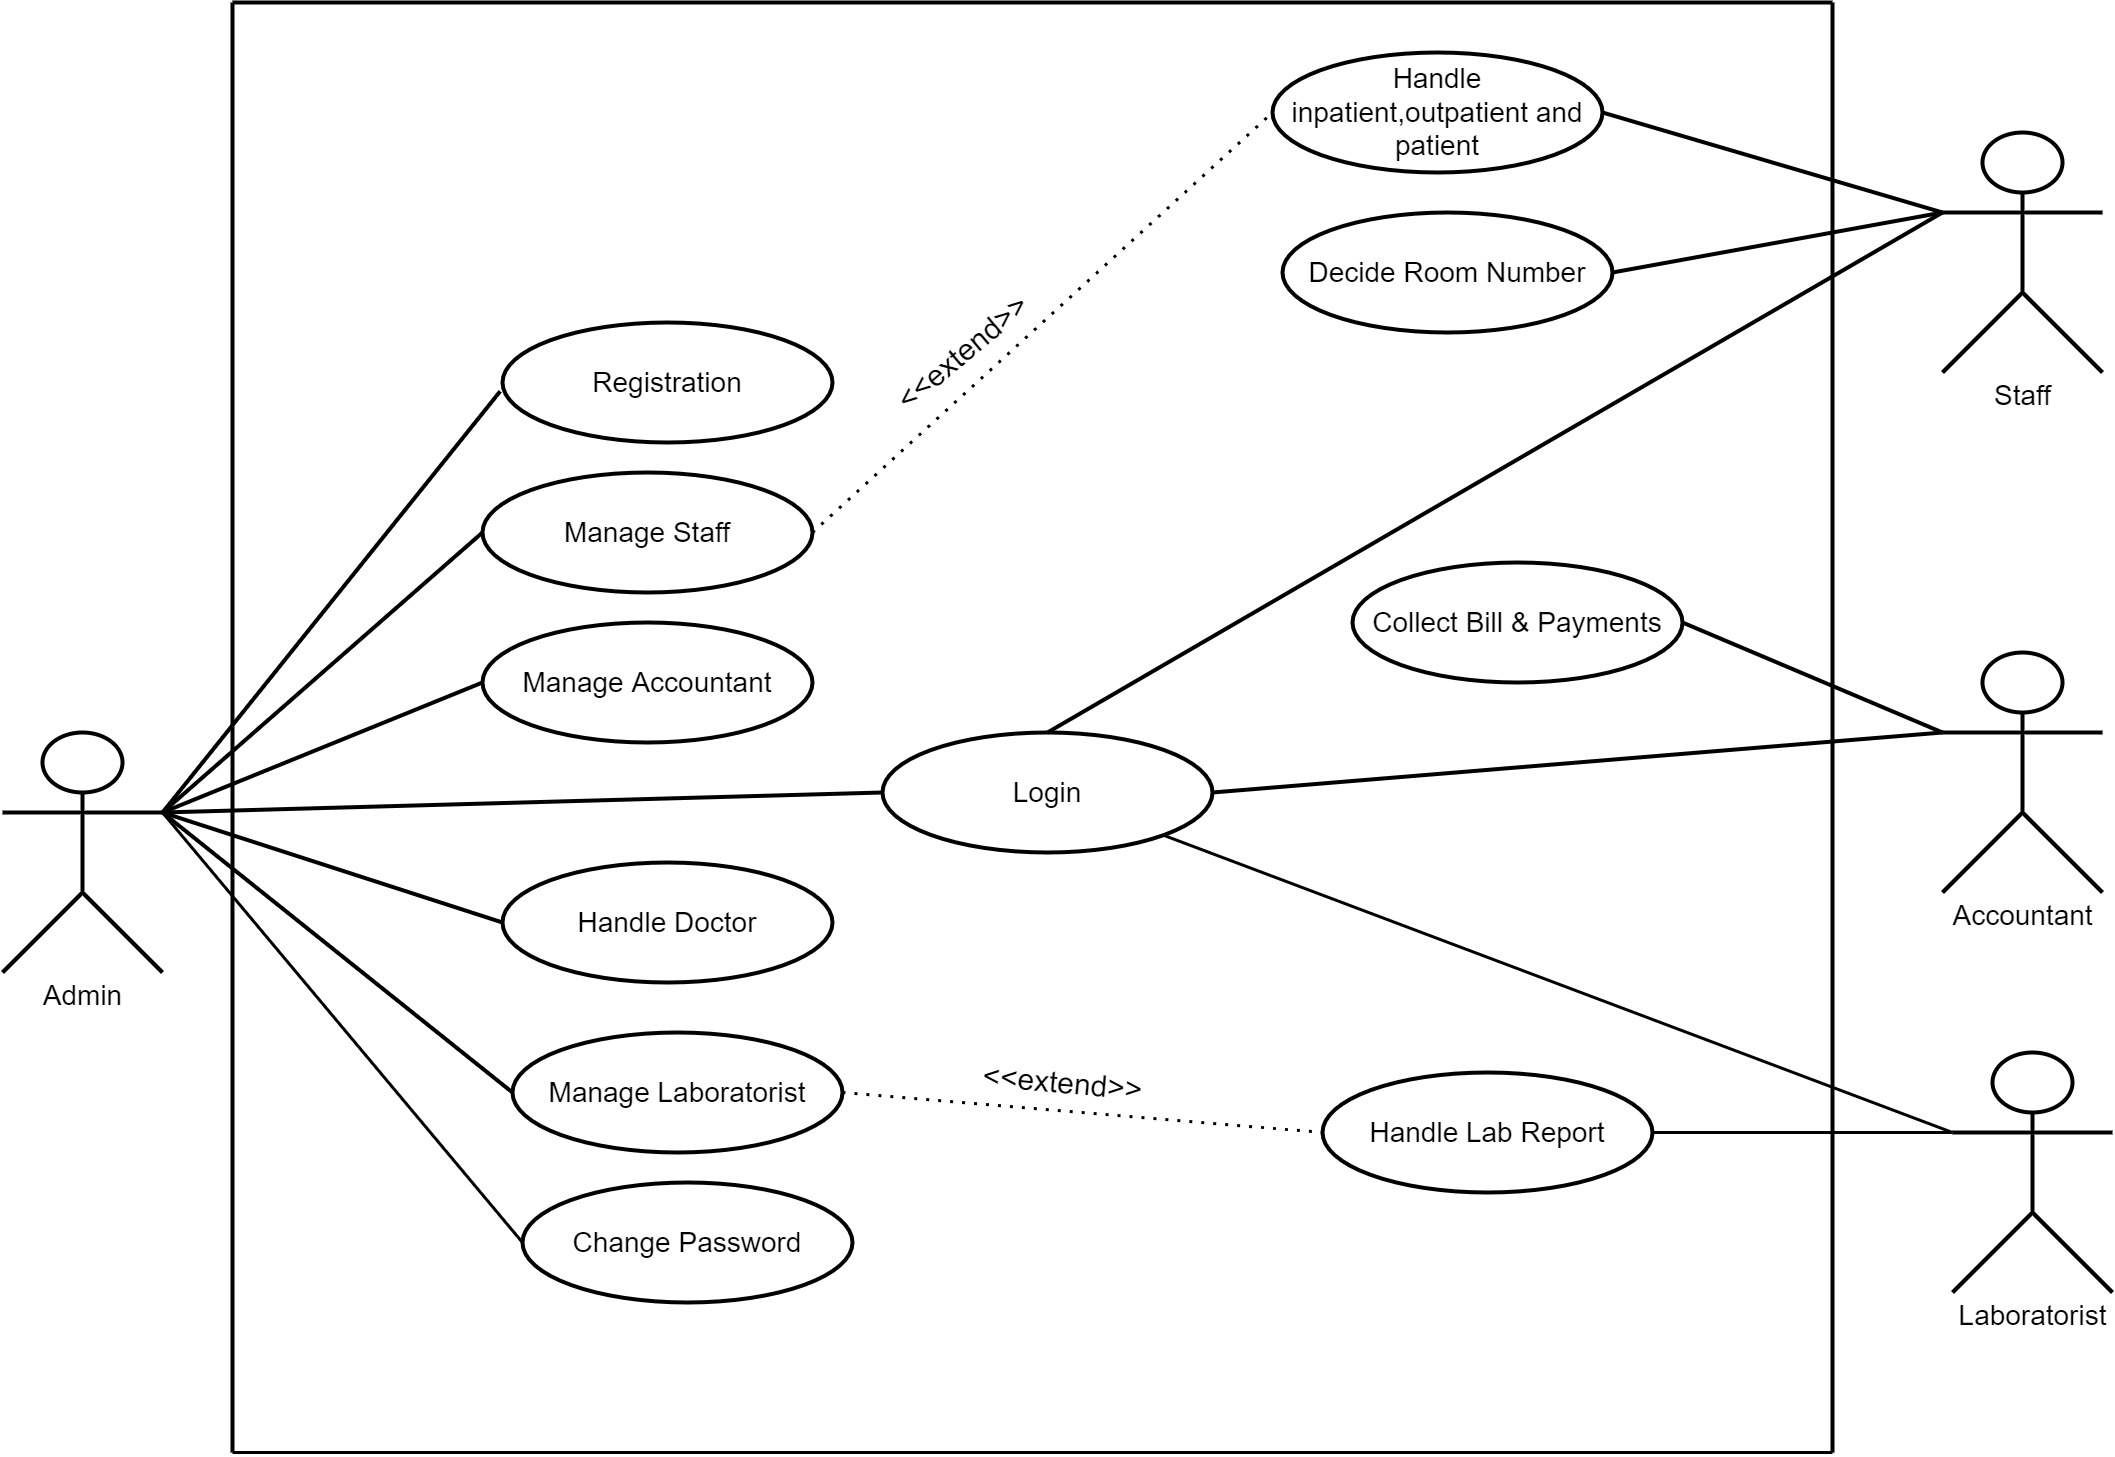 Handle
inpatient,outpatient and
patient
Decide Room Number
Staff
<<extend>>
Registration
Manage Staff
Collect Bill & Payments
Manage Accountant
Login
Accountant
Handle Doctor
Admin
<<extend>>
Manage Laboratorist
Handle Lab Report
Change Password
Laboratorist